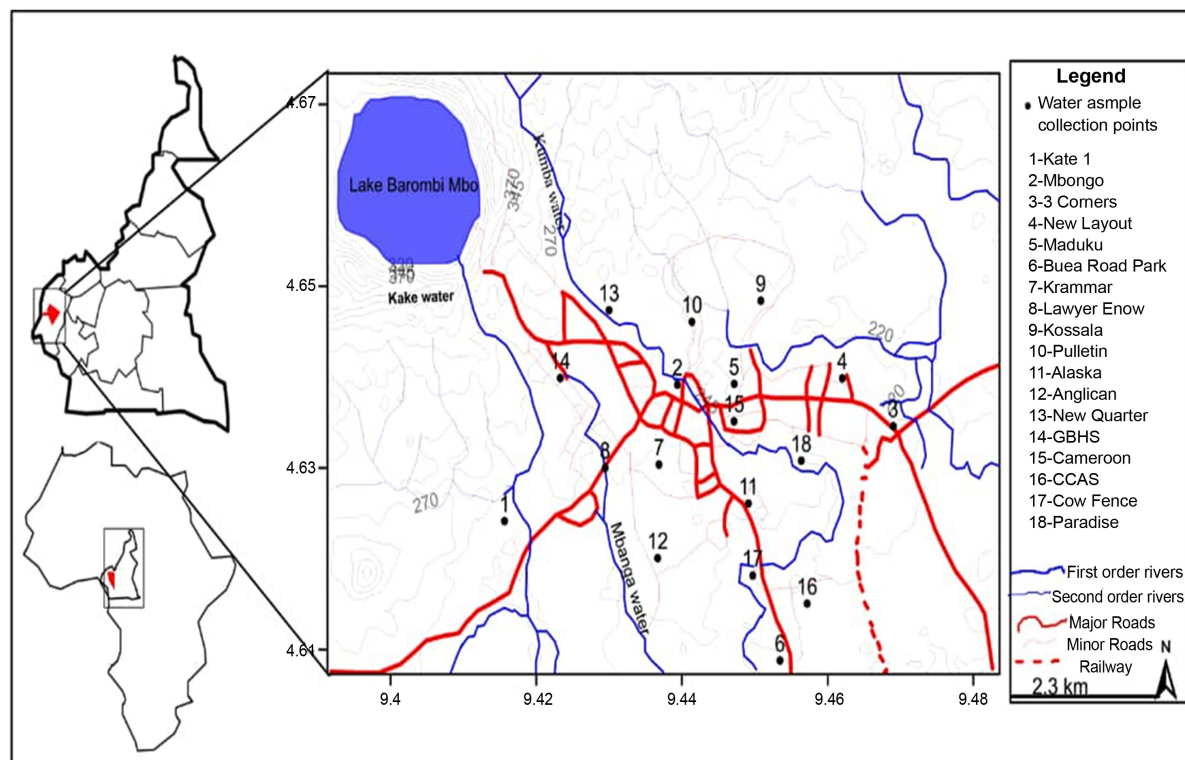 4.67
4.65
4.63
4.61
9.4
9.42
9.44
9.46
9.48
Lake Barombi Mbo
Kumba water
Kake water
Mbanga water
370
345
270
370
220
270
1
2
3
4
5
6
7
8
9
10
11
12
13
14
15
16
17
18
Legend
Water asmple
collection points
1-Kate 1
2-Mbongo
3-3 Corners
4-New Layout
5-Maduku
6-Buea Road Park
7-Krammar
8-Lawyer Enow
9-Kossala
10-Pulletin
11-Alaska
12-Anglican
13-New Quarter
14-GBHS
15-Cameroon
16-CCAS
17-Cow Fence
18-Paradise
First order rivers
Second order rivers
Major Roads
Minor Roads
Railway
N
2.3 km